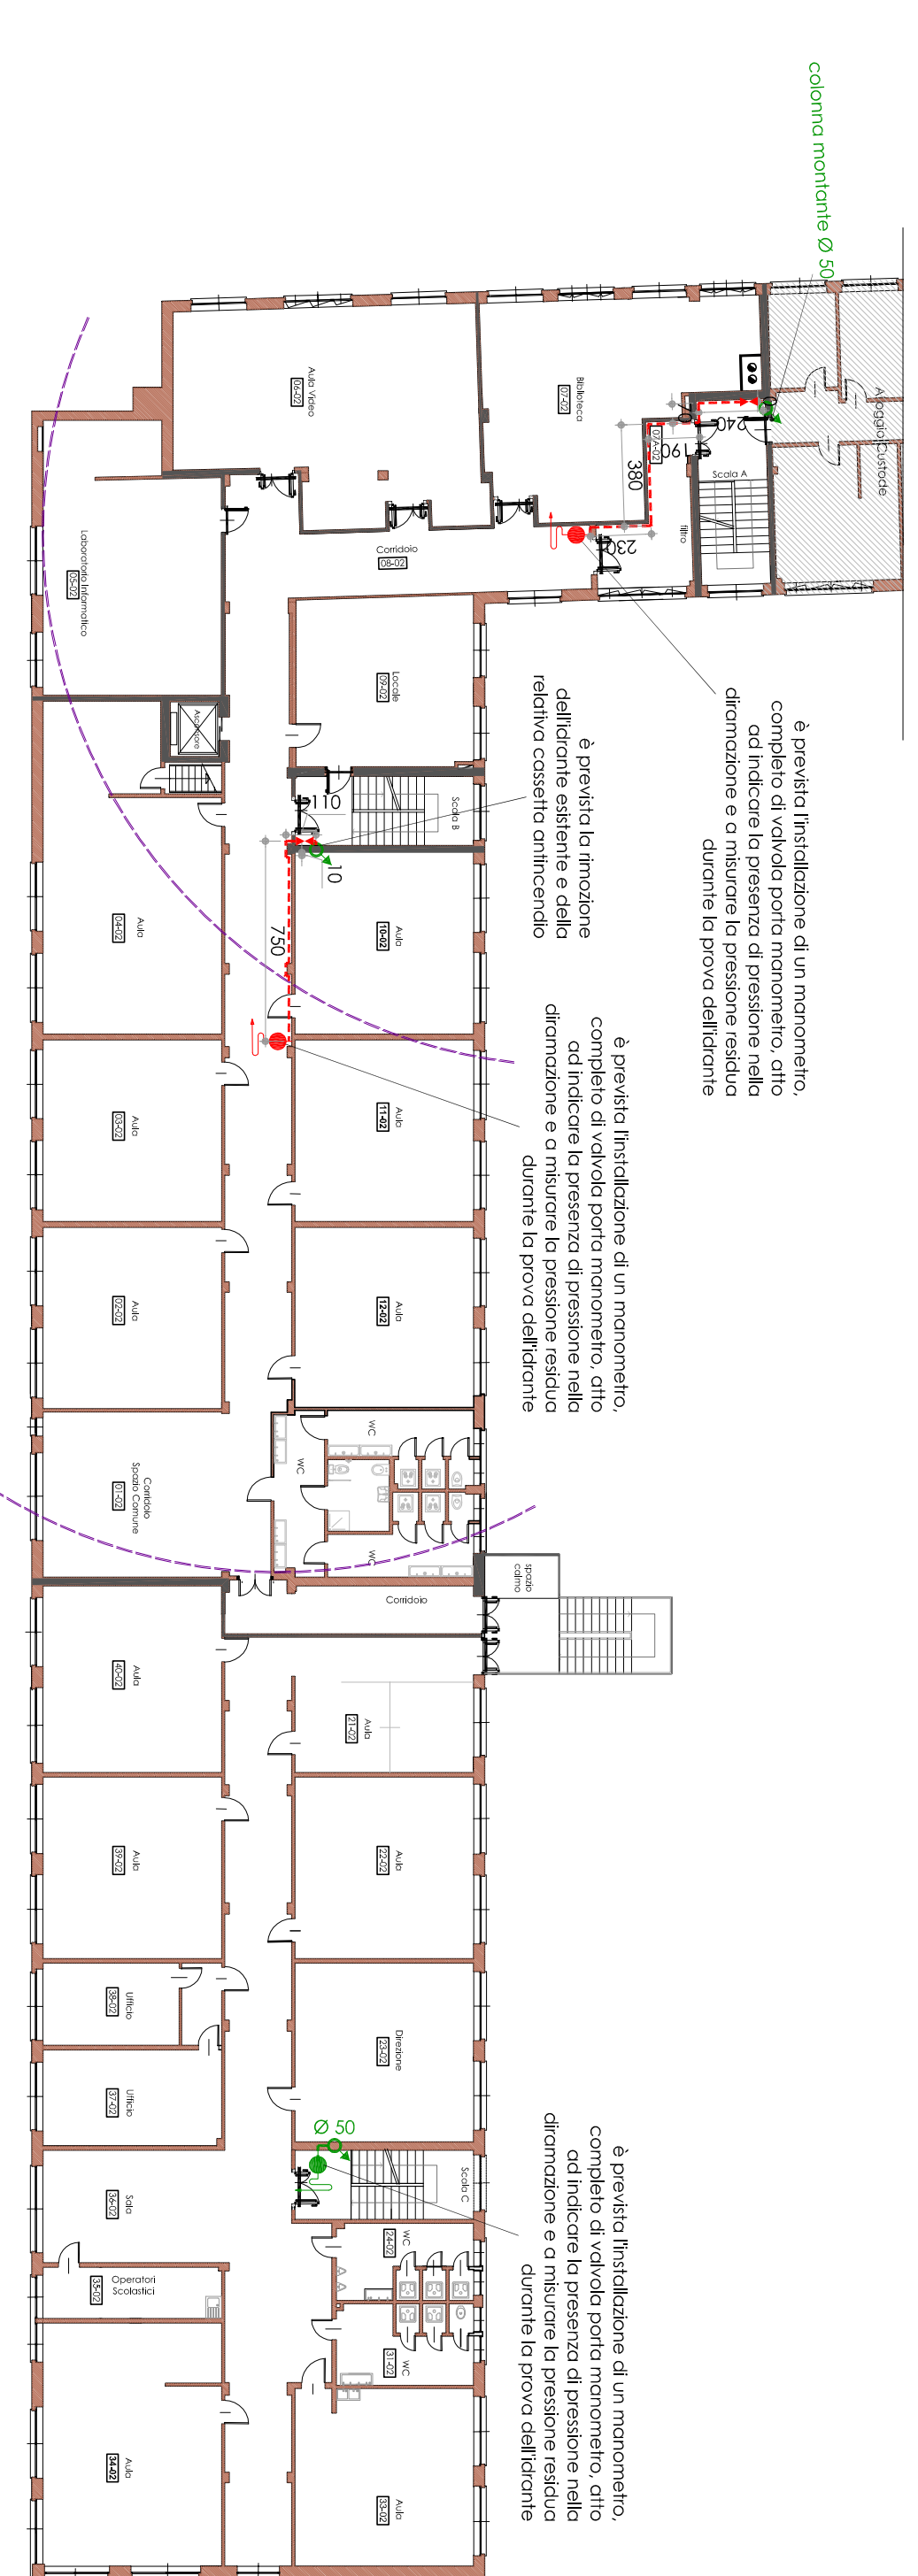 colonna montante Ø 50
Alloggio Custode
Aula Video
06-02
Biblioteca
07-02
07A-02
240
190
380
230
Scala A
filtro
Corridoio
08-02
Laboratorio Informatico
05-02
Locale
09-02
Ascensore
Scala B
110
10
750
è prevista l'installazione di un manometro,
completo di valvola porta manometro, atto
ad indicare la presenza di pressione nella
diramazione e a misurare la pressione residua
durante la prova dell'idrante
è prevista la rimozione
dell'idrante esistente e della
relativa cassetta antincendio
Aula
04-02
Aula
10-02
è prevista l'installazione di un manometro,
completo di valvola porta manometro, atto
ad indicare la presenza di pressione nella
diramazione e a misurare la pressione residua
durante la prova dell'idrante
Aula
03-02
Aula
11-02
Aula
02-02
Aula
12-02
Corridoio
Spazio Comune
01-02
WC
WC
WC
spazio
calmo
Corridoio
Aula
40-02
Aula
21-02
Aula
39-02
Aula
22-02
Ufficio
38-02
Direzione
23-02
Ufficio
37-02
Ø 50
Scala C
Sala
36-02
WC
24-02
Operatori
Scolastici
35-02
WC
31-02
Aula
34-02
Aula
33-02
è prevista l'installazione di un manometro,
completo di valvola porta manometro, atto
ad indicare la presenza di pressione nella
diramazione e a misurare la pressione residua
durante la prova dell'idrante